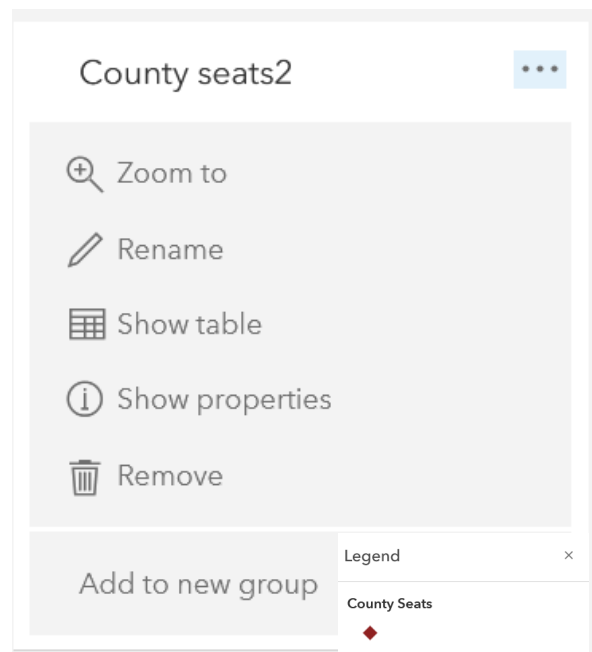 County seats2
Zoom to
Rename
Show table
Show properties
Remove
Add to new group
Legend
County Seats